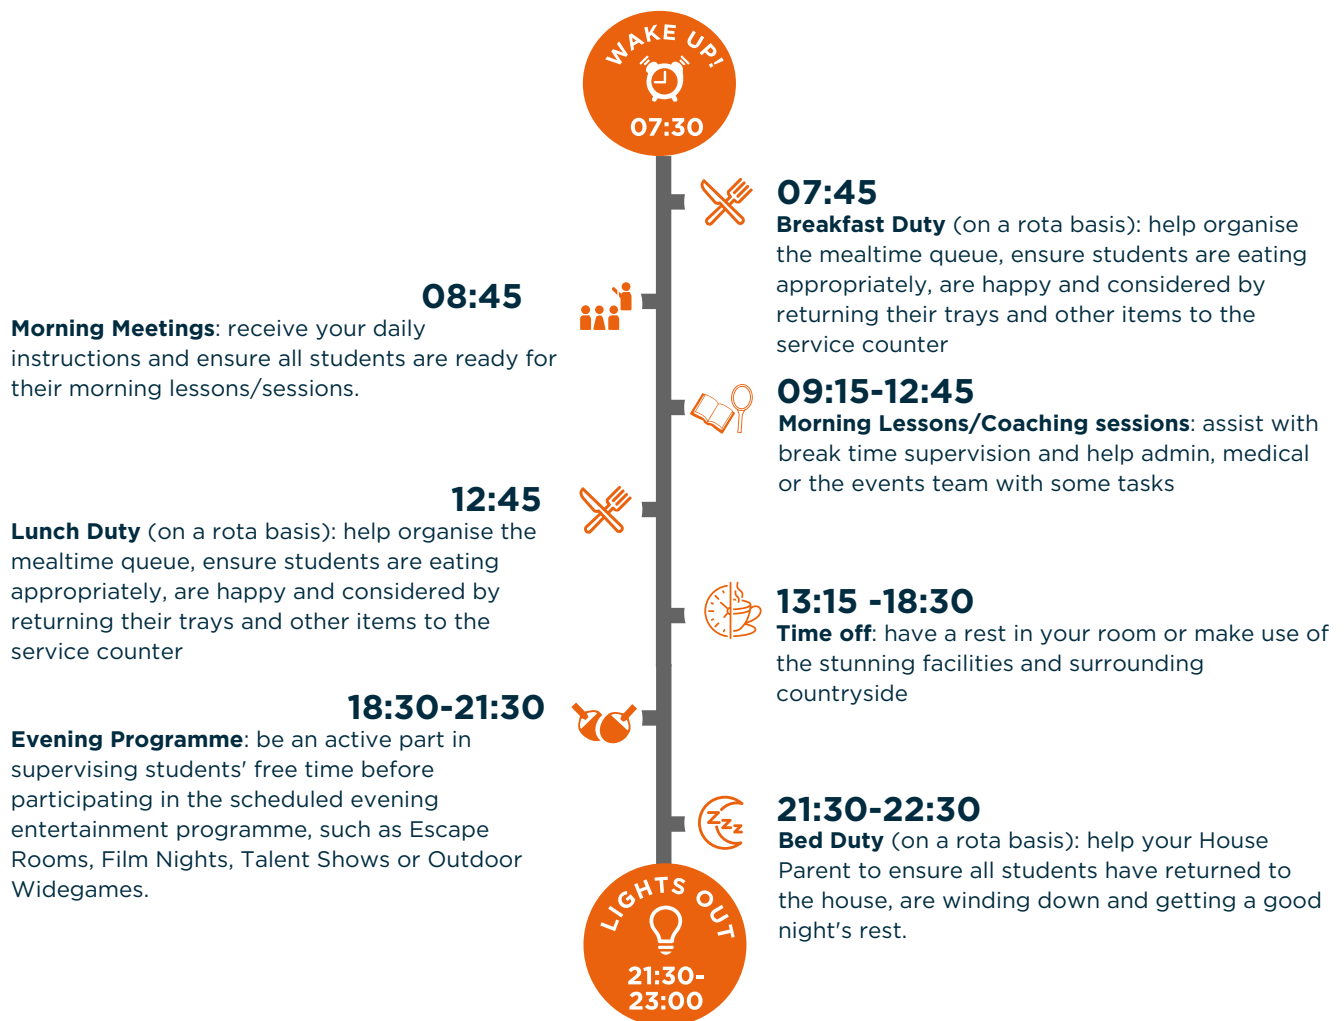 WAKE UP!
07:30
07:45
Breakfast Duty (on a rota basis): help organise
the mealtime queue, ensure students are eating
appropriately, are happy and considered by
returning their trays and other items to the
service counter
08:45
Morning Meetings: receive your daily
instructions and ensure all students are ready for
their morning lessons/sessions.
09:15-12:45
Morning Lessons/Coaching sessions: assist with
break time supervision and help admin, medical
or the events team with some tasks
12:45
Lunch Duty (on a rota basis): help organise the
mealtime queue, ensure students are eating
appropriately, are happy and considered by
returning their trays and other items to the
service counter
13:15 -18:30
Time off: have a rest in your room or make use of
the stunning facilities and surrounding
countryside
18:30-21:30
Evening Programme: be an active part in
supervising students' free time before
participating in the scheduled evening
entertainment programme, such as Escape
Rooms, Film Nights, Talent Shows or Outdoor
Widegames.
21:30-22:30
Bed Duty (on a rota basis): help your House
Parent to ensure all students have returned to
the house, are winding down and getting a good
night's rest.
Zzz
LIGHTS OUT
21:30-
23:00